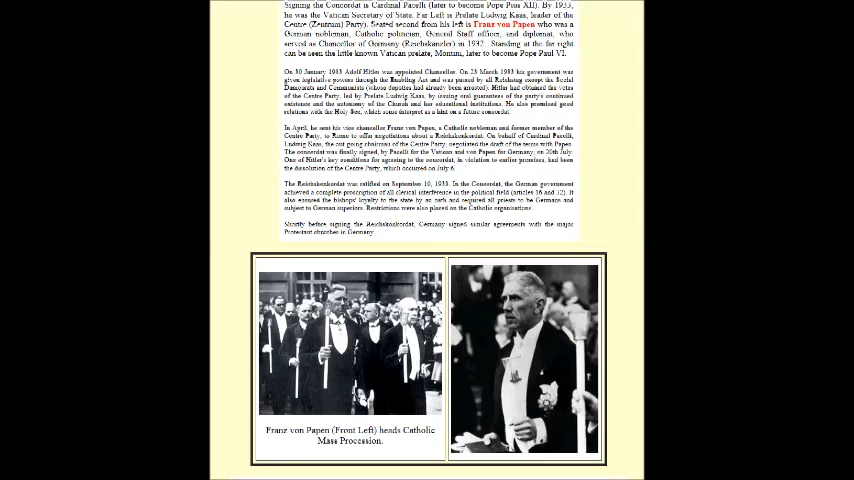 Signing the Concordat is Cardinal Pacelli (later to become Pope Pius XII). By 1933,
he was the Vatican Secretary of State. Far Left is Prelate Ludwig Kaas, leader of the
Centre (Zentrum) Party). Seated second from his left is Franz von Papen who was a
German nobleman, Catholic politician, General Staff officer, and diplomat, who
served as Chancellor of Germany (Reichskanzler) in 1932. Standing at the far right
can be seen the little known Vatican prelate, Montini, later to become Pope Paul VI.
On 30 January 1933 Adolf Hitler was appointed Chancellor. On 23 March 1933 his government was
given legislative powers through the Enabling Act and was passed by all Reichstag except the Social
Democrats and Communists (whose deputies had already been arrested). Hitler had obtained the votes
of the Centre Party, led by Prelate Ludwig Kaas, by issuing oral guarantees of the party's continued
existence and the autonomy of the Church and her educational institutions. He also promised good
relations with the Holy See, which some interpret as a hint on a future concordat.
In April, he sent his vice chancellor Franz von Papen, a Catholic nobleman and former member of the
Centre Party, to Rome to offer negotiations about a Reichskonkordat. On behalf of Cardinal Pacelli,
Ludwig Kaas, the out going chairman of the Centre Party, negotiated the draft of the terms with Papen.
The concordat was finally signed, by Pacelli for the Vatican and von Papen for Germany, on 20th July.
One of Hitler's key conditions for agreeing to the concordat, in violation to earlier promises, had been
the dissolution of the Centre Party, which occurred on July 6.
The Reichskonkordat was ratified on September 10, 1933. In the Concordat, the German government
achieved a complete proscription of all clerical interference in the political field (articles 16 and 32). It
also ensured the bishops' loyalty to the state by an oath and required all priests to be Germans and
subject to German superiors. Restrictions were also placed on the Catholic organisations.
Shortly before signing the Reichskonkordat, Germany signed similar agreements with the major
Protestant churches in Germany.
Franz von Papen (Front Left) heads Catholic
Mass Procession.